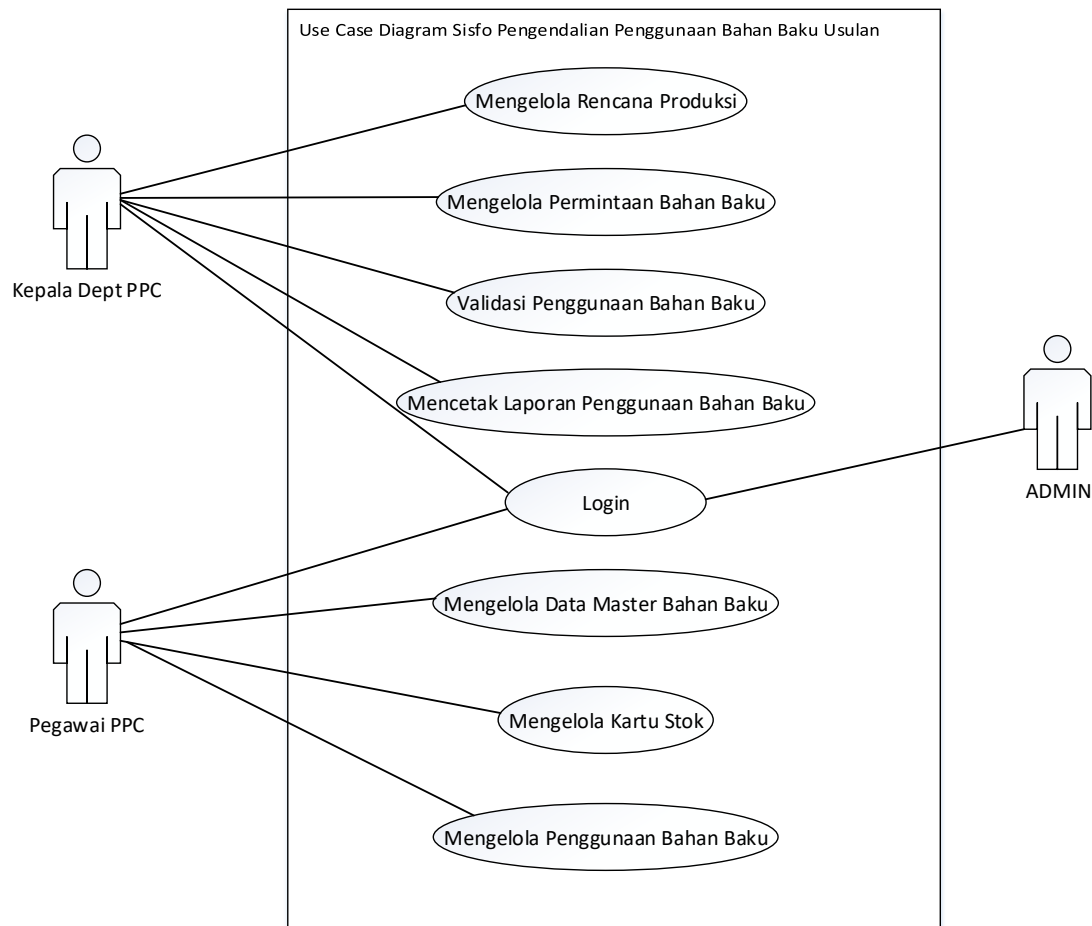 Use Case Diagram Sisfo Pengendalian Penggunaan Bahan Baku Usulan
Mengelola Rencana Produksi
Mengelola Permintaan Bahan Baku
Kepala Dept PPC
Validasi Penggunaan Bahan Baku
Mencetak Laporan Penggunaan Bahan Baku
Login
ADMIN
Mengelola Data Master Bahan Baku
Pegawai PPC
Mengelola Kartu Stok
Mengelola Penggunaan Bahan Baku